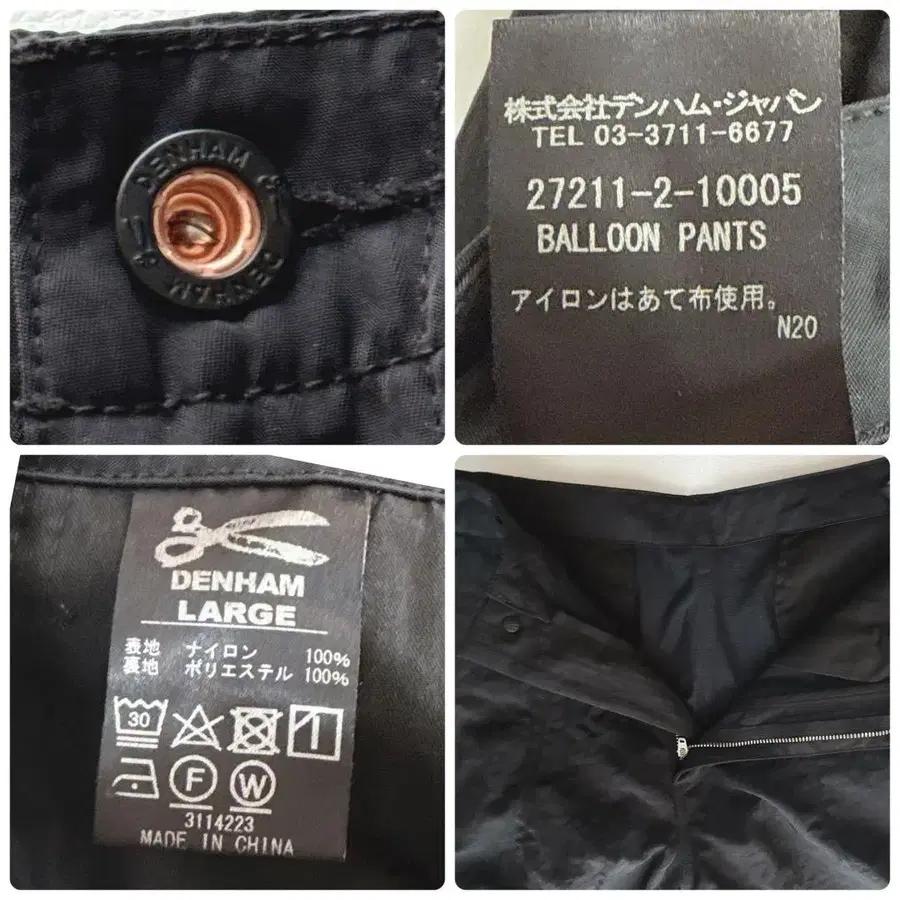 DENHAM
DENHAM
株式会社デンハム・ジャパン
TEL 03-3711-6677
27211-2-10005
BALLOON PANTS
アイロンはあて布使用。
N20
DENHAM
LARGE
表地 ナイロン 100%
裏地 ポリエステル 100%
30
F W
3114223
MADE IN CHINA